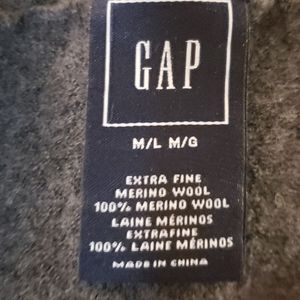 GAP
M/L M/G
EXTRA FINE
MERINO WOOL
100% MERINO WOOL
LAINE MÉRINOS
EXTRAFINE
100% LAINE MÉRINOS
MADE IN CHINA